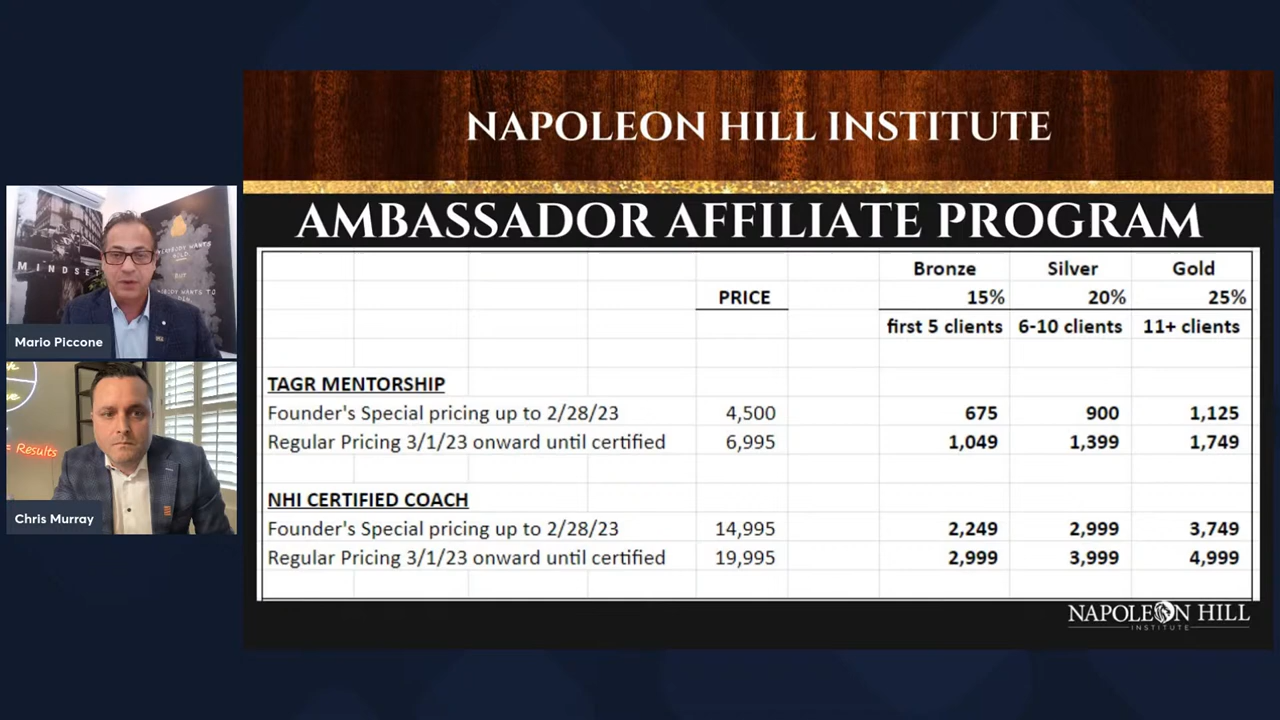 NAPOLEON HILL INSTITUTE
AMBASSADOR AFFILIATE PROGRAM
Bronze Silver Gold
PRICE 15% 20% 25%
first 5 clients 6-10 clients 11+ clients
TAGR MENTORSHIP
Founder's Special pricing up to 2/28/23 4,500 675 900 1,125
Regular Pricing 3/1/23 onward until certified 6,995 1,049 1,399 1,749
NHI CERTIFIED COACH
Founder's Special pricing up to 2/28/23 14,995 2,249 2,999 3,749
Regular Pricing 3/1/23 onward until certified 19,995 2,999 3,999 4,999
NAPOLEON HILL
INSTITUTE
MINDSET
BUT
Mario Piccone
= Results
Chris Murray